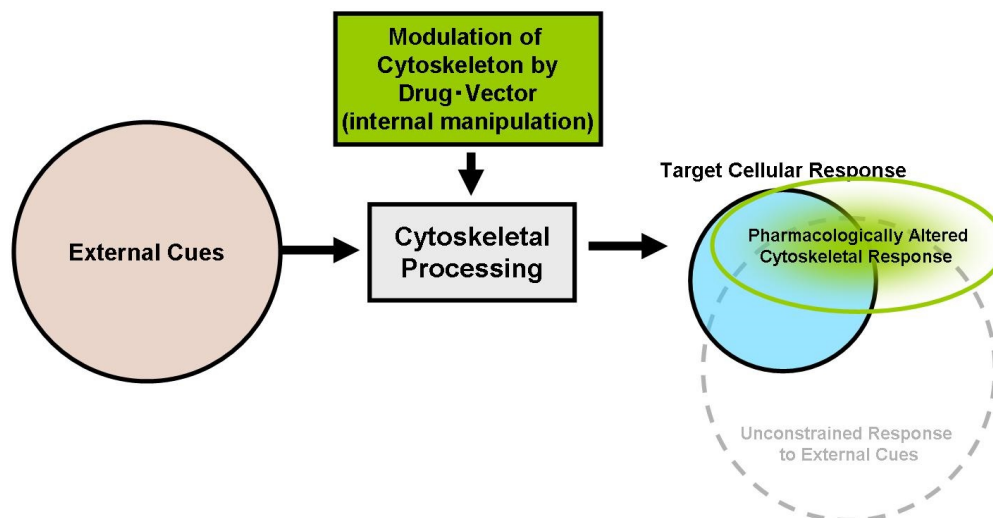 Modulation of
Cytoskeleton by
Drug·Vector
(internal manipulation)
External Cues
Cytoskeletal
Processing
Target Cellular Response
Pharmacologically Altered
Cytoskeletal Response
Unconstrained Response
to External Cues